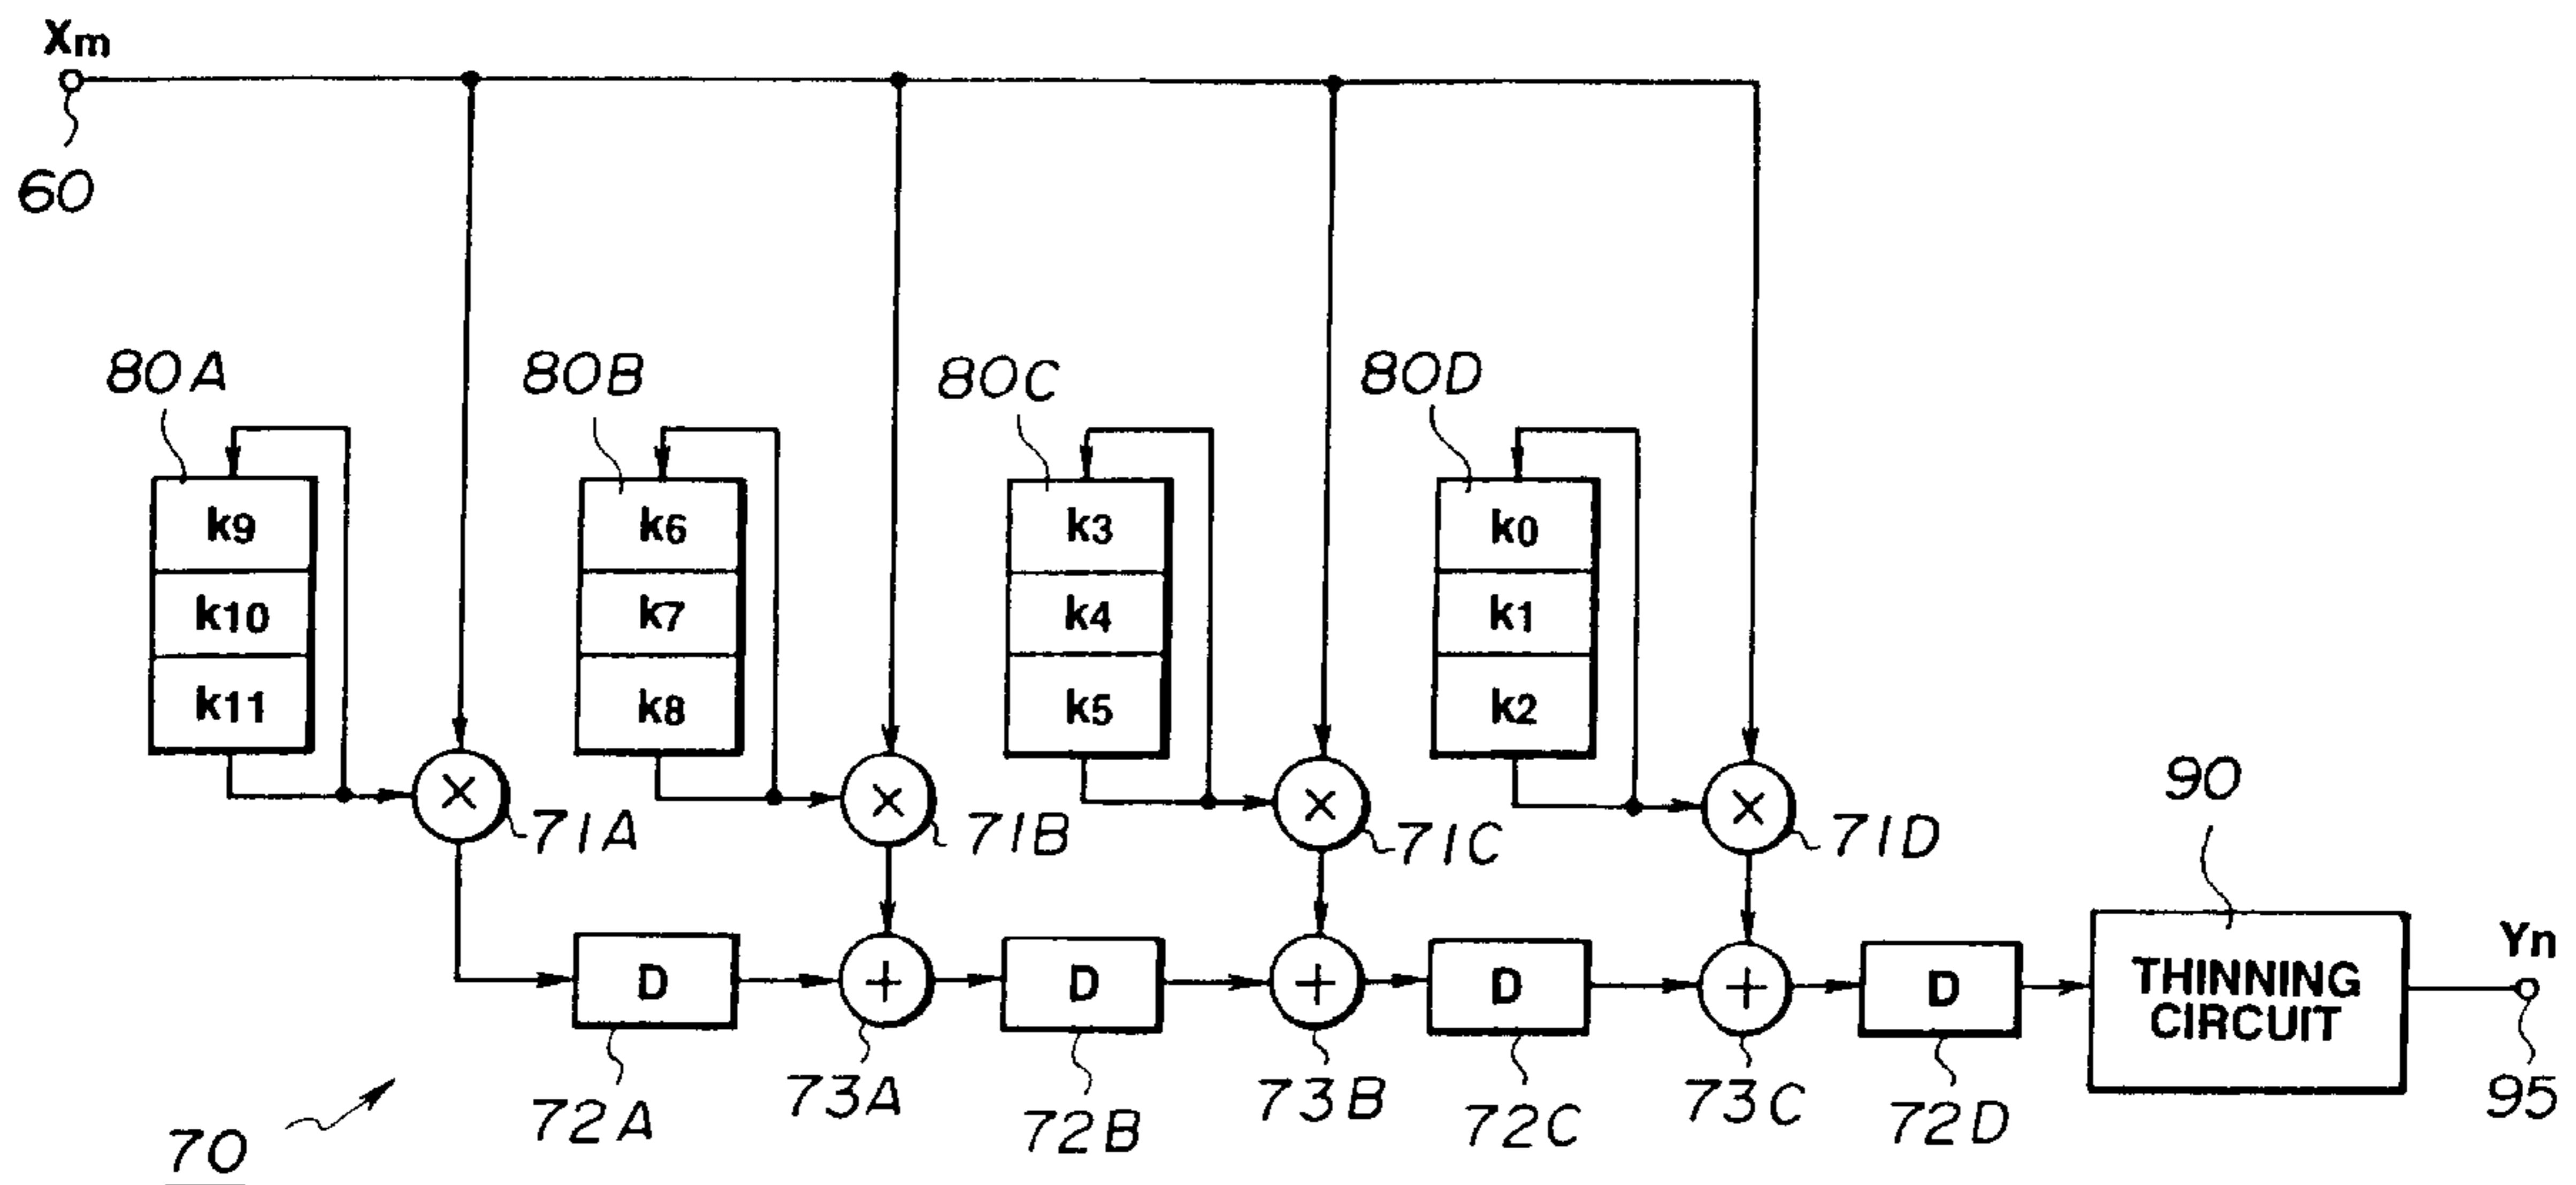 Xm
60
80A
80B
80C
80D
k9
k10
k11
k6
k7
k8
k3
k4
k5
k0
k1
k2
×
71A
×
71B
×
71C
×
71D
90
D
72A
+
73A
D
72B
+
73B
D
72C
+
73C
D
72D
THINNING
CIRCUIT
Yn
95
70